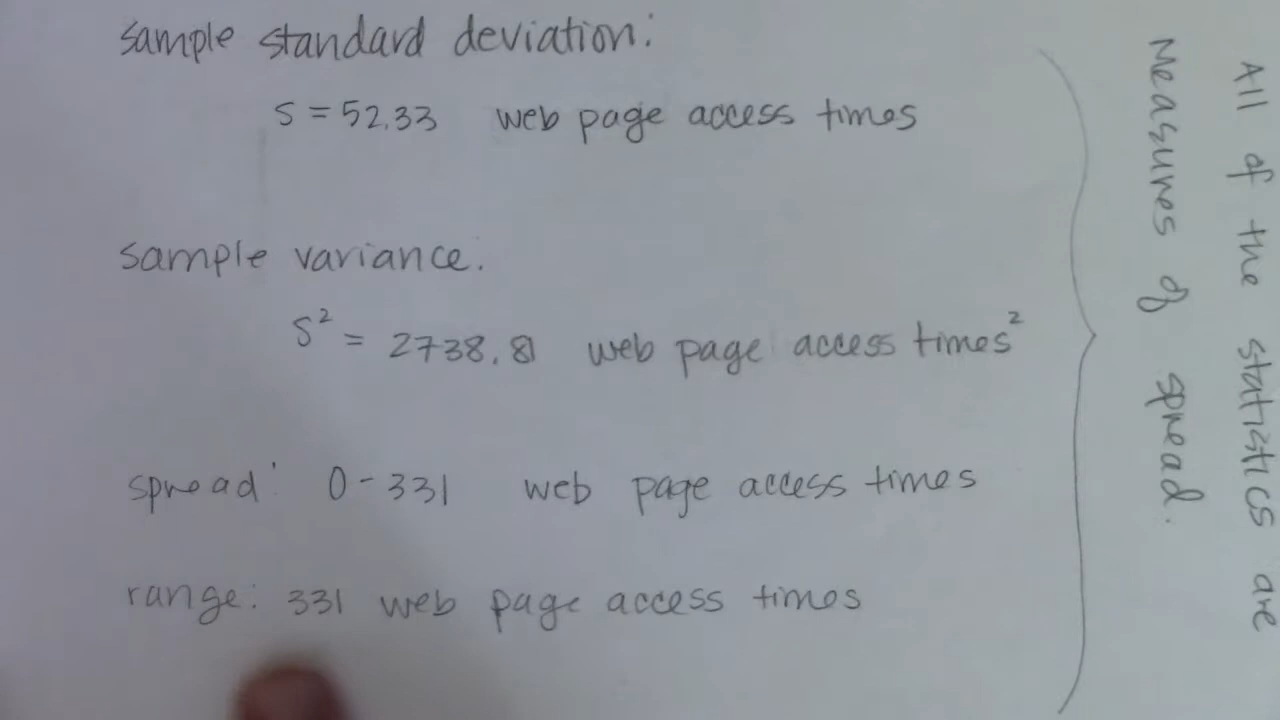 sample standard deviation:
s = 52.33 web page access times
sample variance:
s² = 2738.81 web page access times²
spread: 0-331 web page access times
range: 331 web page access times
All of the statistics are
Measures of spread.